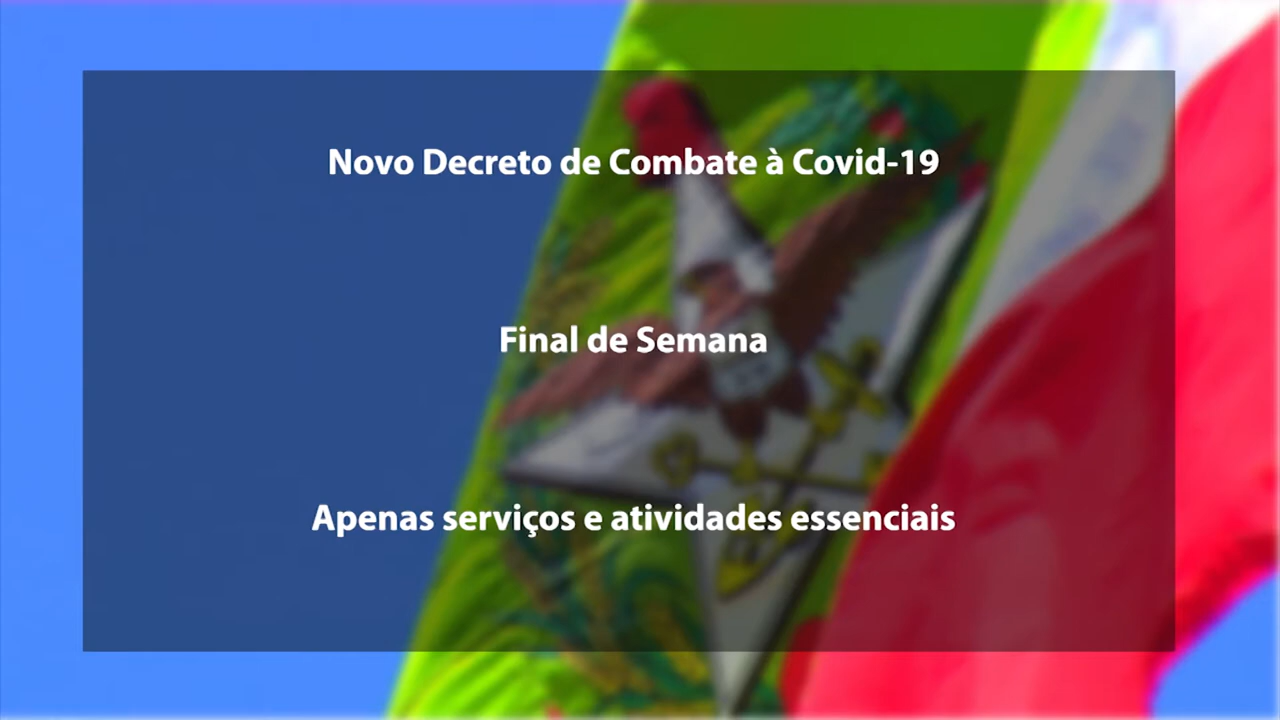 Novo Decreto de Combate à Covid-19
Final de Semana
Apenas serviços e atividades essenciais